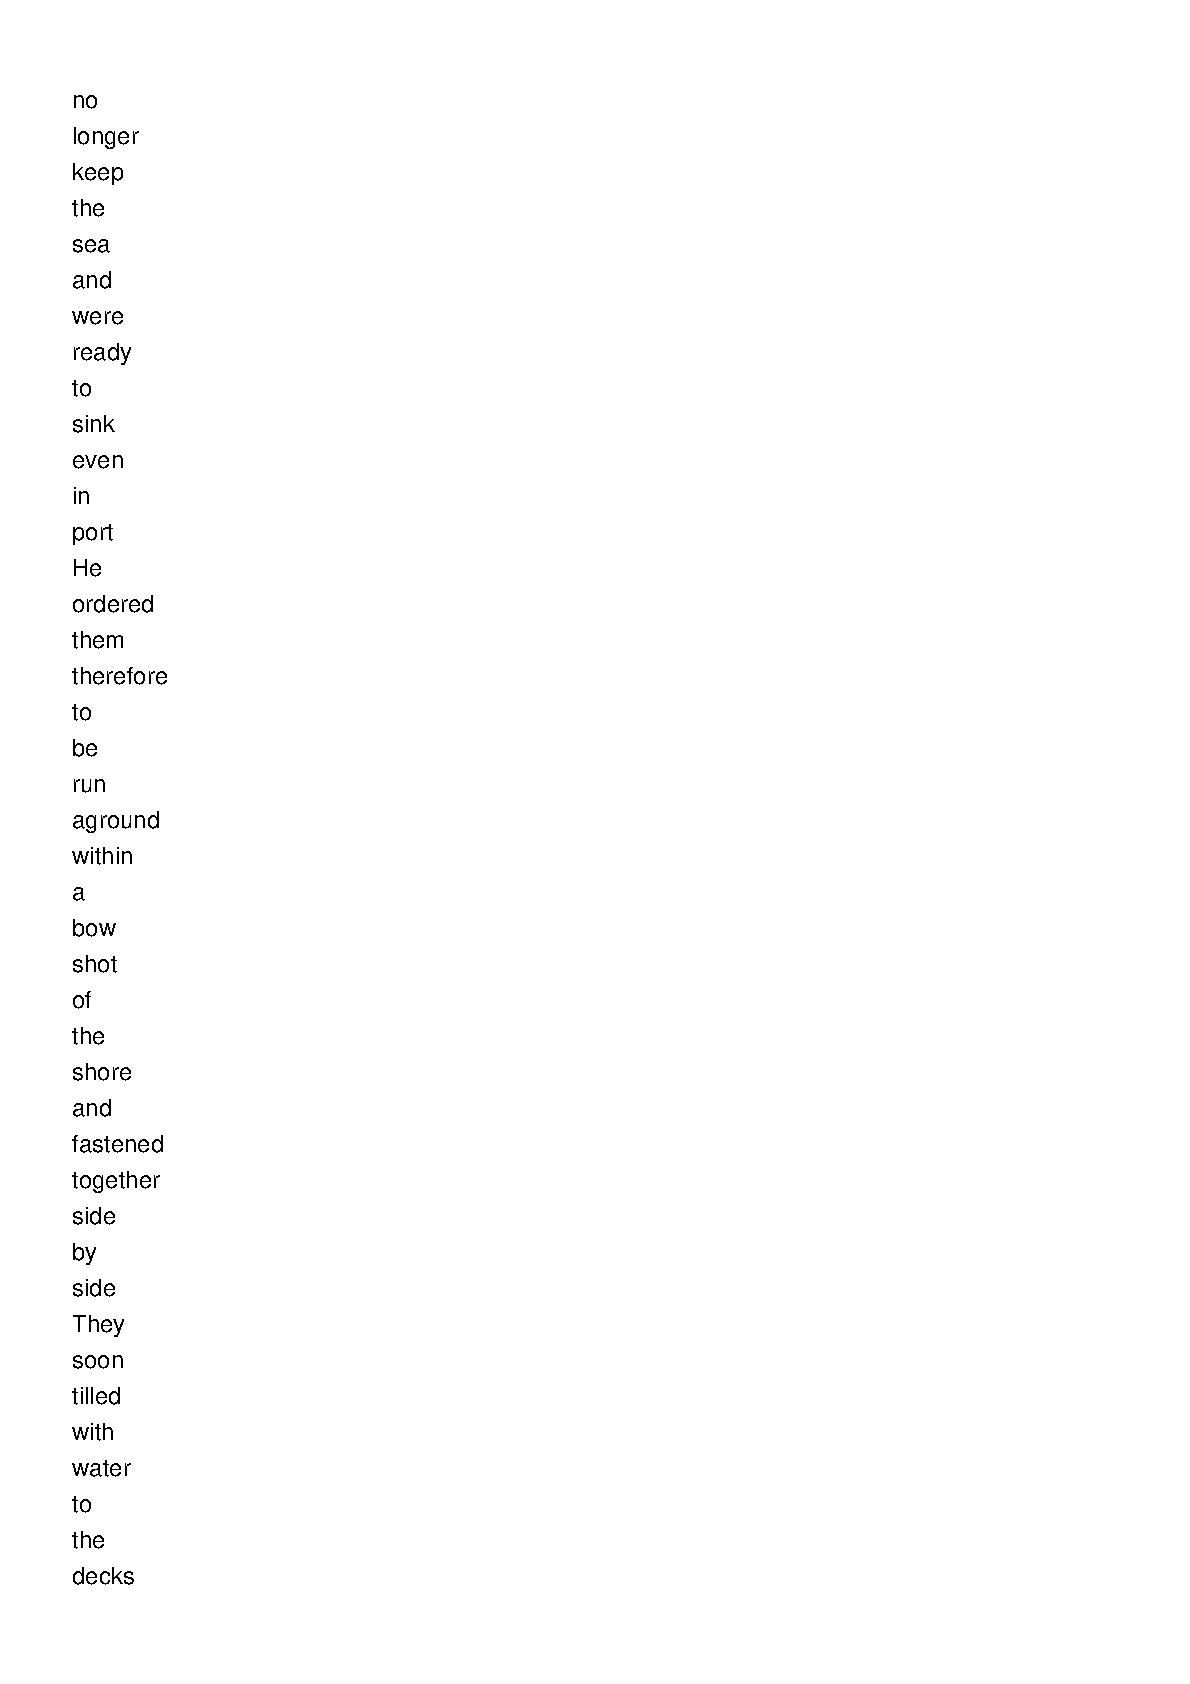 no
longer
keep
the
sea
and
were
ready
to
sink
even
in
port
He
ordered
them
therefore
to
be
run
aground
within
a
bow
shot
of
the
shore
and
fastened
together
side
by
side
They
soon
tilled
with
water
to
the
decks